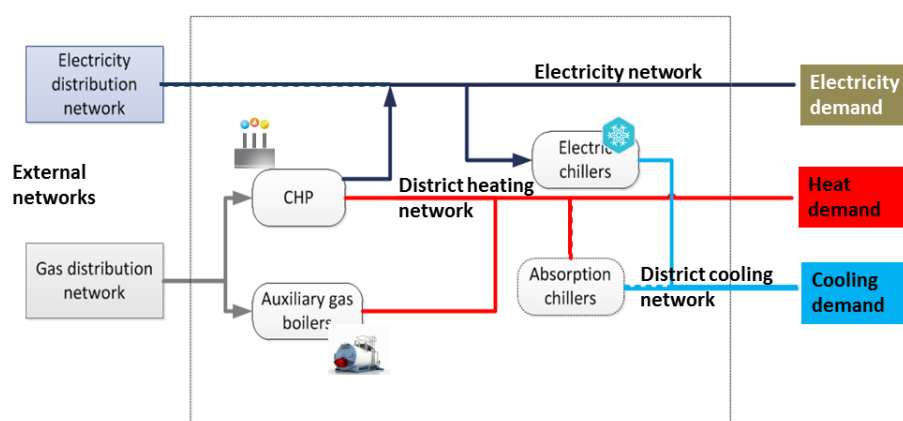 Electricity
distribution
network
Electricity network
Electricity
demand
External
networks
CHP
District heating
network
Electric
chillers
Heat
demand
Gas distribution
network
Auxiliary gas
boilers
Absorption
chillers
District cooling
network
Cooling
demand